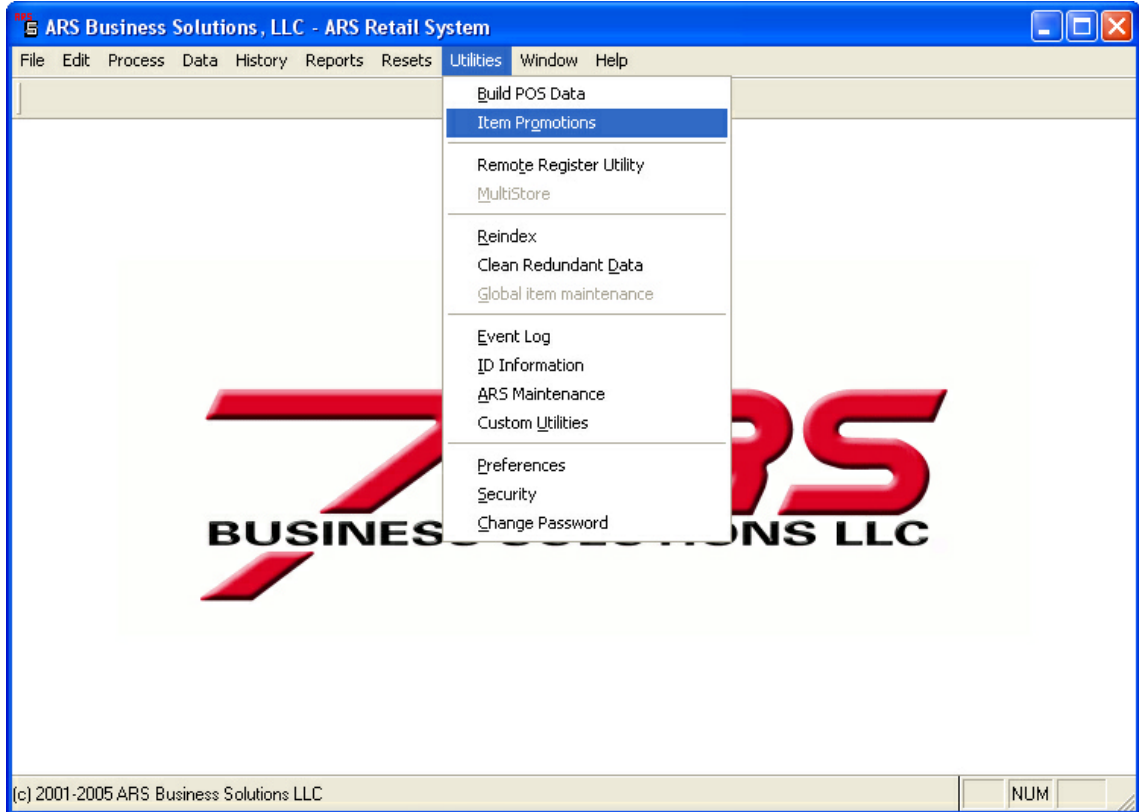 ARS Business Solutions, LLC - ARS Retail System
File Edit Process Data History Reports Resets Utilities Window Help
Build POS Data
Item Promotions
Remote Register Utility
MultiStore
Reindex
Clean Redundant Data
Global item maintenance
Event Log
ID Information
ARS Maintenance
Custom Utilities
Preferences
Security
Change Password
RS
BUSINES ONS LLC
(c) 2001-2005 ARS Business Solutions LLC NUM